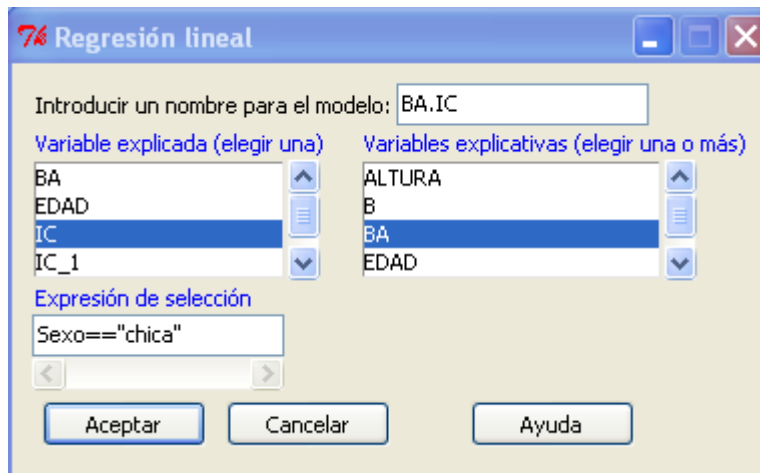 Regresión lineal
Introducir un nombre para el modelo: BA.IC
Variable explicada (elegir una)
BA
EDAD
IC
IC_1
Variables explicativas (elegir una o más)
ALTURA
B
BA
EDAD
Expresión de selección
Sexo=="chica"
Aceptar Cancelar Ayuda